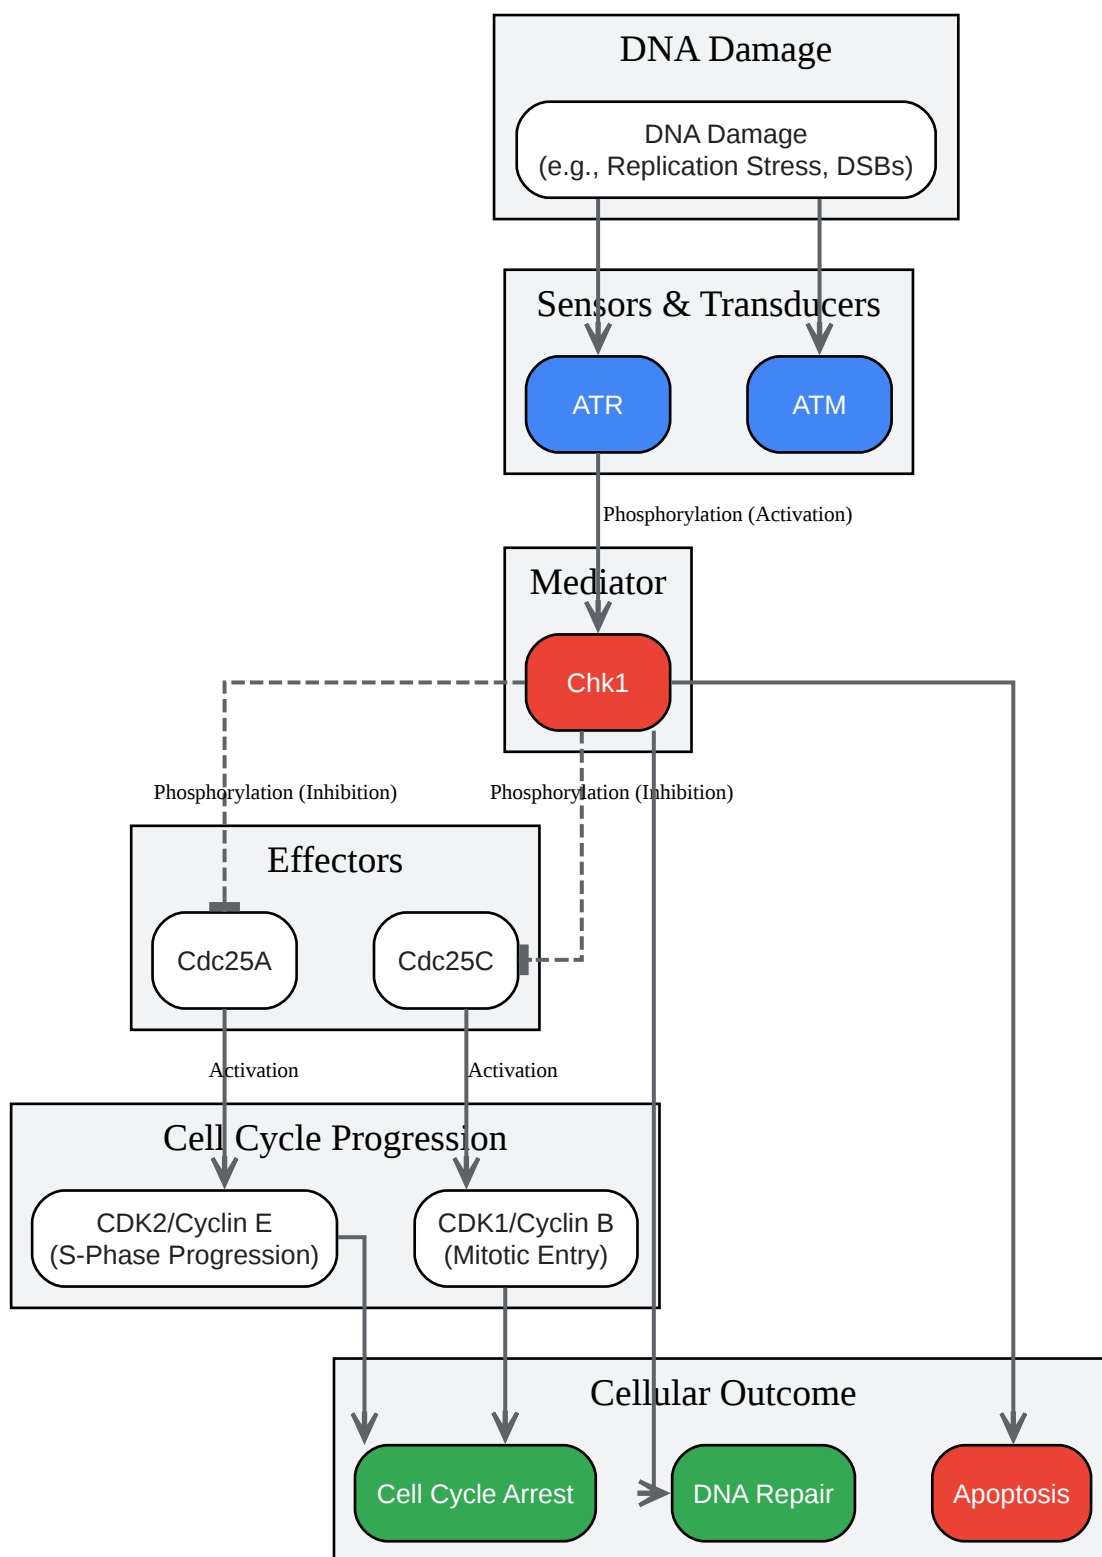 DNA Damage
DNA Damage
(e.g., Replication Stress, DSBs)
Sensors & Transducers
ATR
ATM
Phosphorylation (Activation)
Mediator
Chk1
Phosphorylation (Inhibition)
Phosphorylation (Inhibition)
Effectors
Cdc25A
Cdc25C
Activation
Activation
Cell Cycle Progression
CDK2/Cyclin E
(S-Phase Progression)
CDK1/Cyclin B
(Mitotic Entry)
Cellular Outcome
Cell Cycle Arrest
DNA Repair
Apoptosis